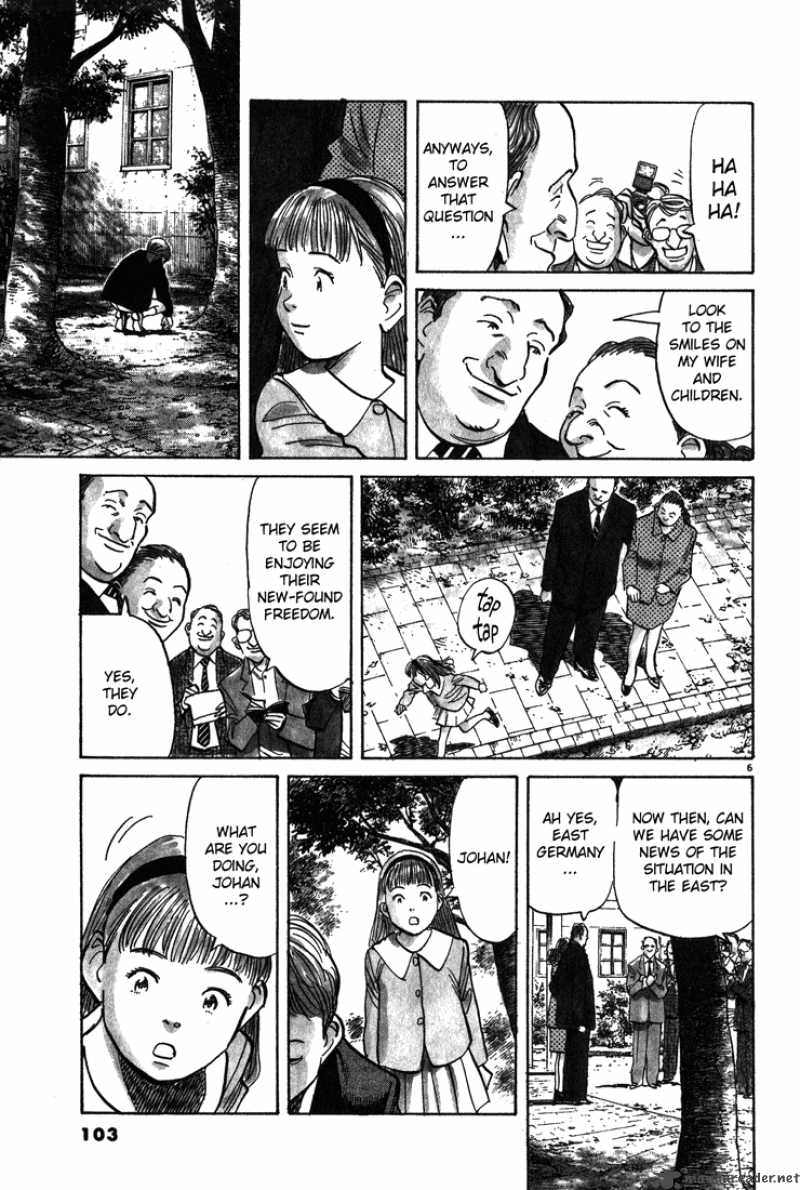 HA
HA
HA!
ANYWAYS,
TO
ANSWER
THAT
QUESTION
...
LOOK
TO THE
SMILES ON
MY WIFE
AND
CHILDREN.
tap
tap
THEY SEEM
TO BE
ENJOYING
THEIR
NEW-FOUND
FREEDOM.
YES,
THEY
DO.
6
NOW THEN, CAN
WE HAVE SOME
NEWS OF THE
SITUATION
IN THE EAST?
AH YES,
EAST
GERMANY
...
JOHAN!
WHAT
ARE YOU
DOING,
JOHAN
...?
103